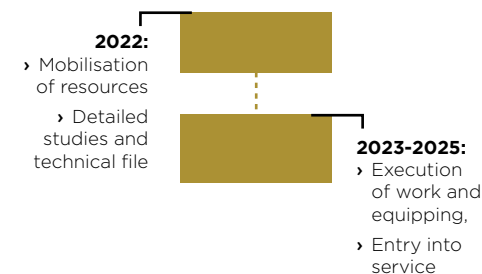 2022:
› Mobilisation
of resources
› Detailed
studies and
technical file
2023-2025:
› Execution
of work and
equipping,
› Entry into
service